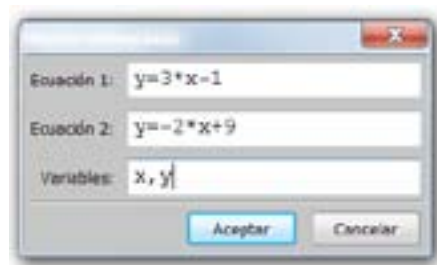 Ecuación 1: y=3*x-1
Ecuación 2: y=-2*x+9
Variables: x,y
Aceptar Cancelar